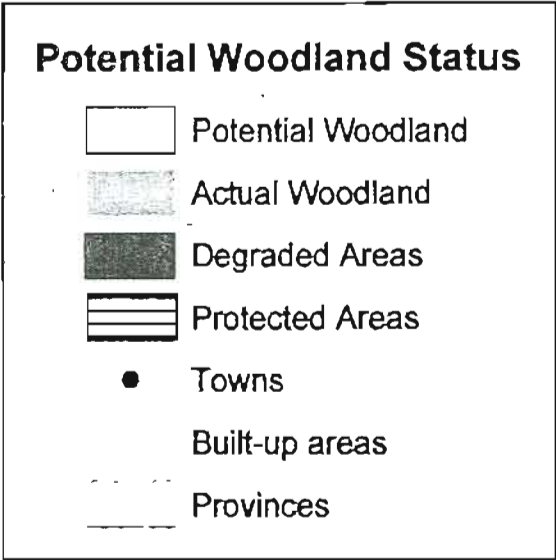 Potential Woodland Status
Potential Woodland
Actual Woodland
Degraded Areas
Protected Areas
Towns
Built-up areas
Provinces